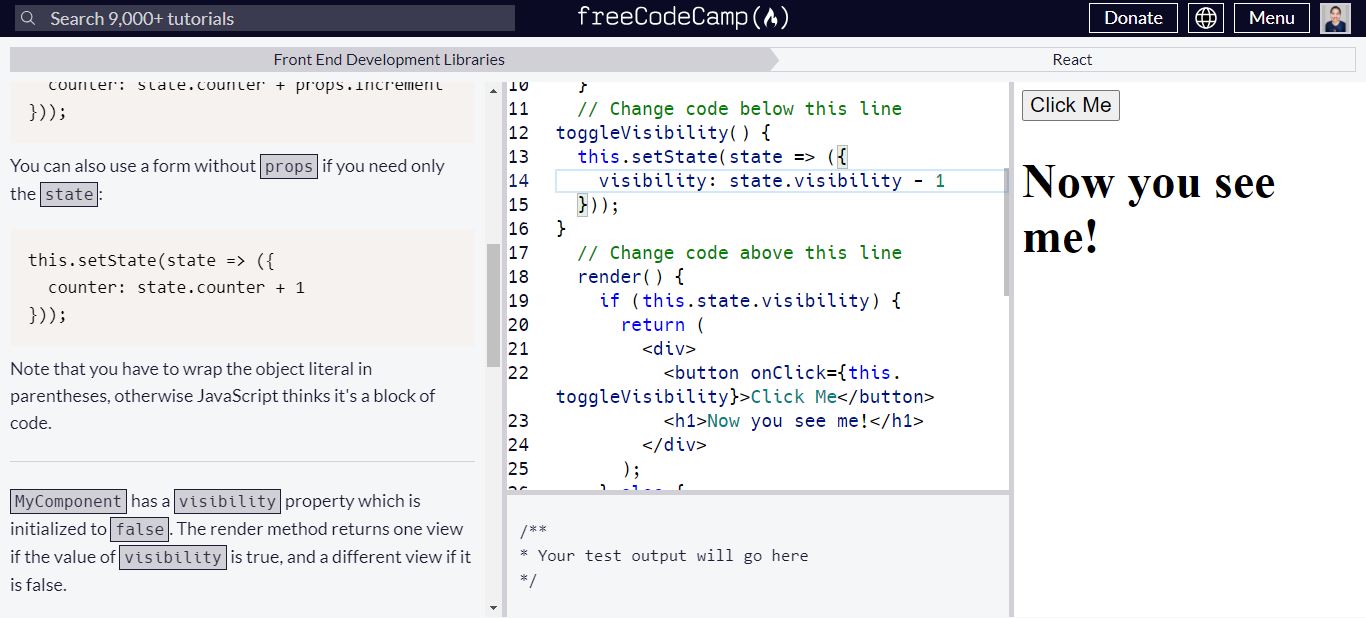 Search 9,000+ tutorials
freeCodeCamp
Donate
Menu
Front End Development Libraries
React
counter: state.counter + props.increment
}));
You can also use a form without props if you need only
the state:
this.setState(state => ({
counter: state.counter + 1
}));
Note that you have to wrap the object literal in
parentheses, otherwise JavaScript thinks it's a block of
code.
MyComponent has a visibility property which is
initialized to false. The render method returns one view
if the value of visibility is true, and a different view if it
is false.
10 }
11 // Change code below this line
12 toggleVisibility() {
13 this.setState(state => ({
14 visibility: state.visibility - 1
15 }));
16 }
17 // Change code above this line
18 render() {
19 if (this.state.visibility) {
20 return (
21 <div>
22 <button onClick={this.
toggleVisibility}>Click Me</button>
23 <h1>Now you see me!</h1>
24 </div>
25 );
26 } else {
/**
* Your test output will go here
*/
Click Me
Now you see
me!